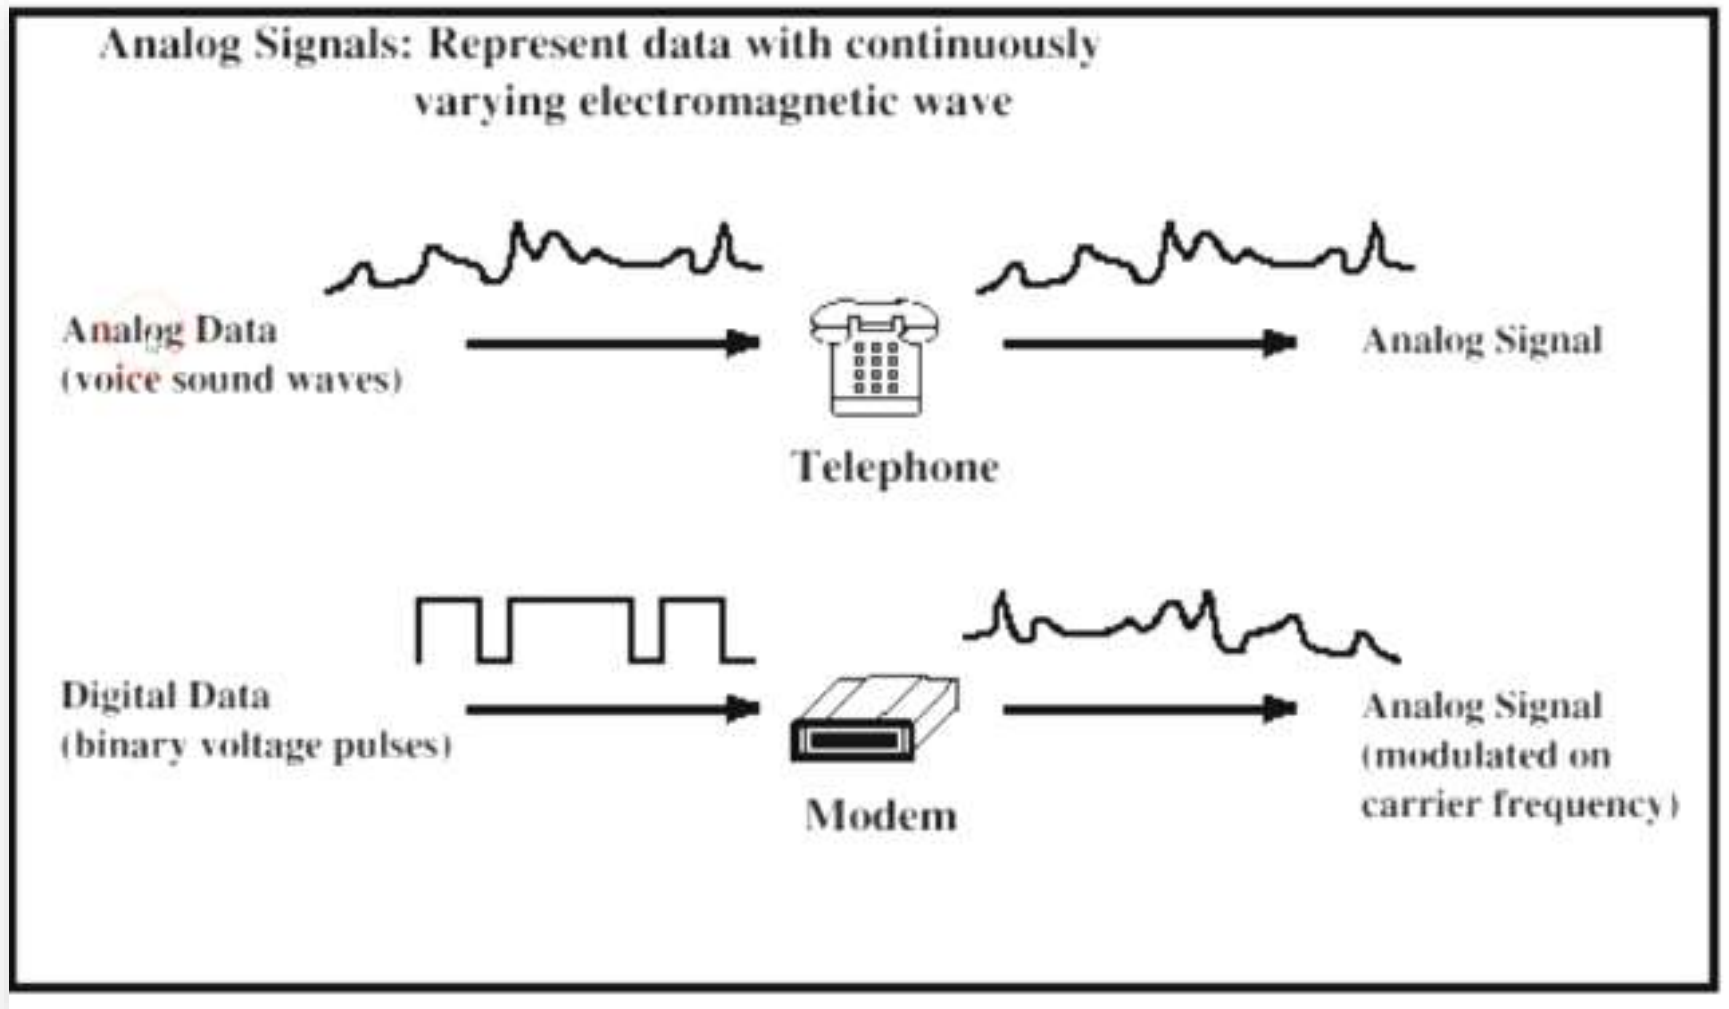 Analog Signals: Represent data with continuously
varying electromagnetic wave
Analog Data
(voice sound waves)
Telephone
Analog Signal
Digital Data
(binary voltage pulses)
Modem
Analog Signal
(modulated on
carrier frequency)